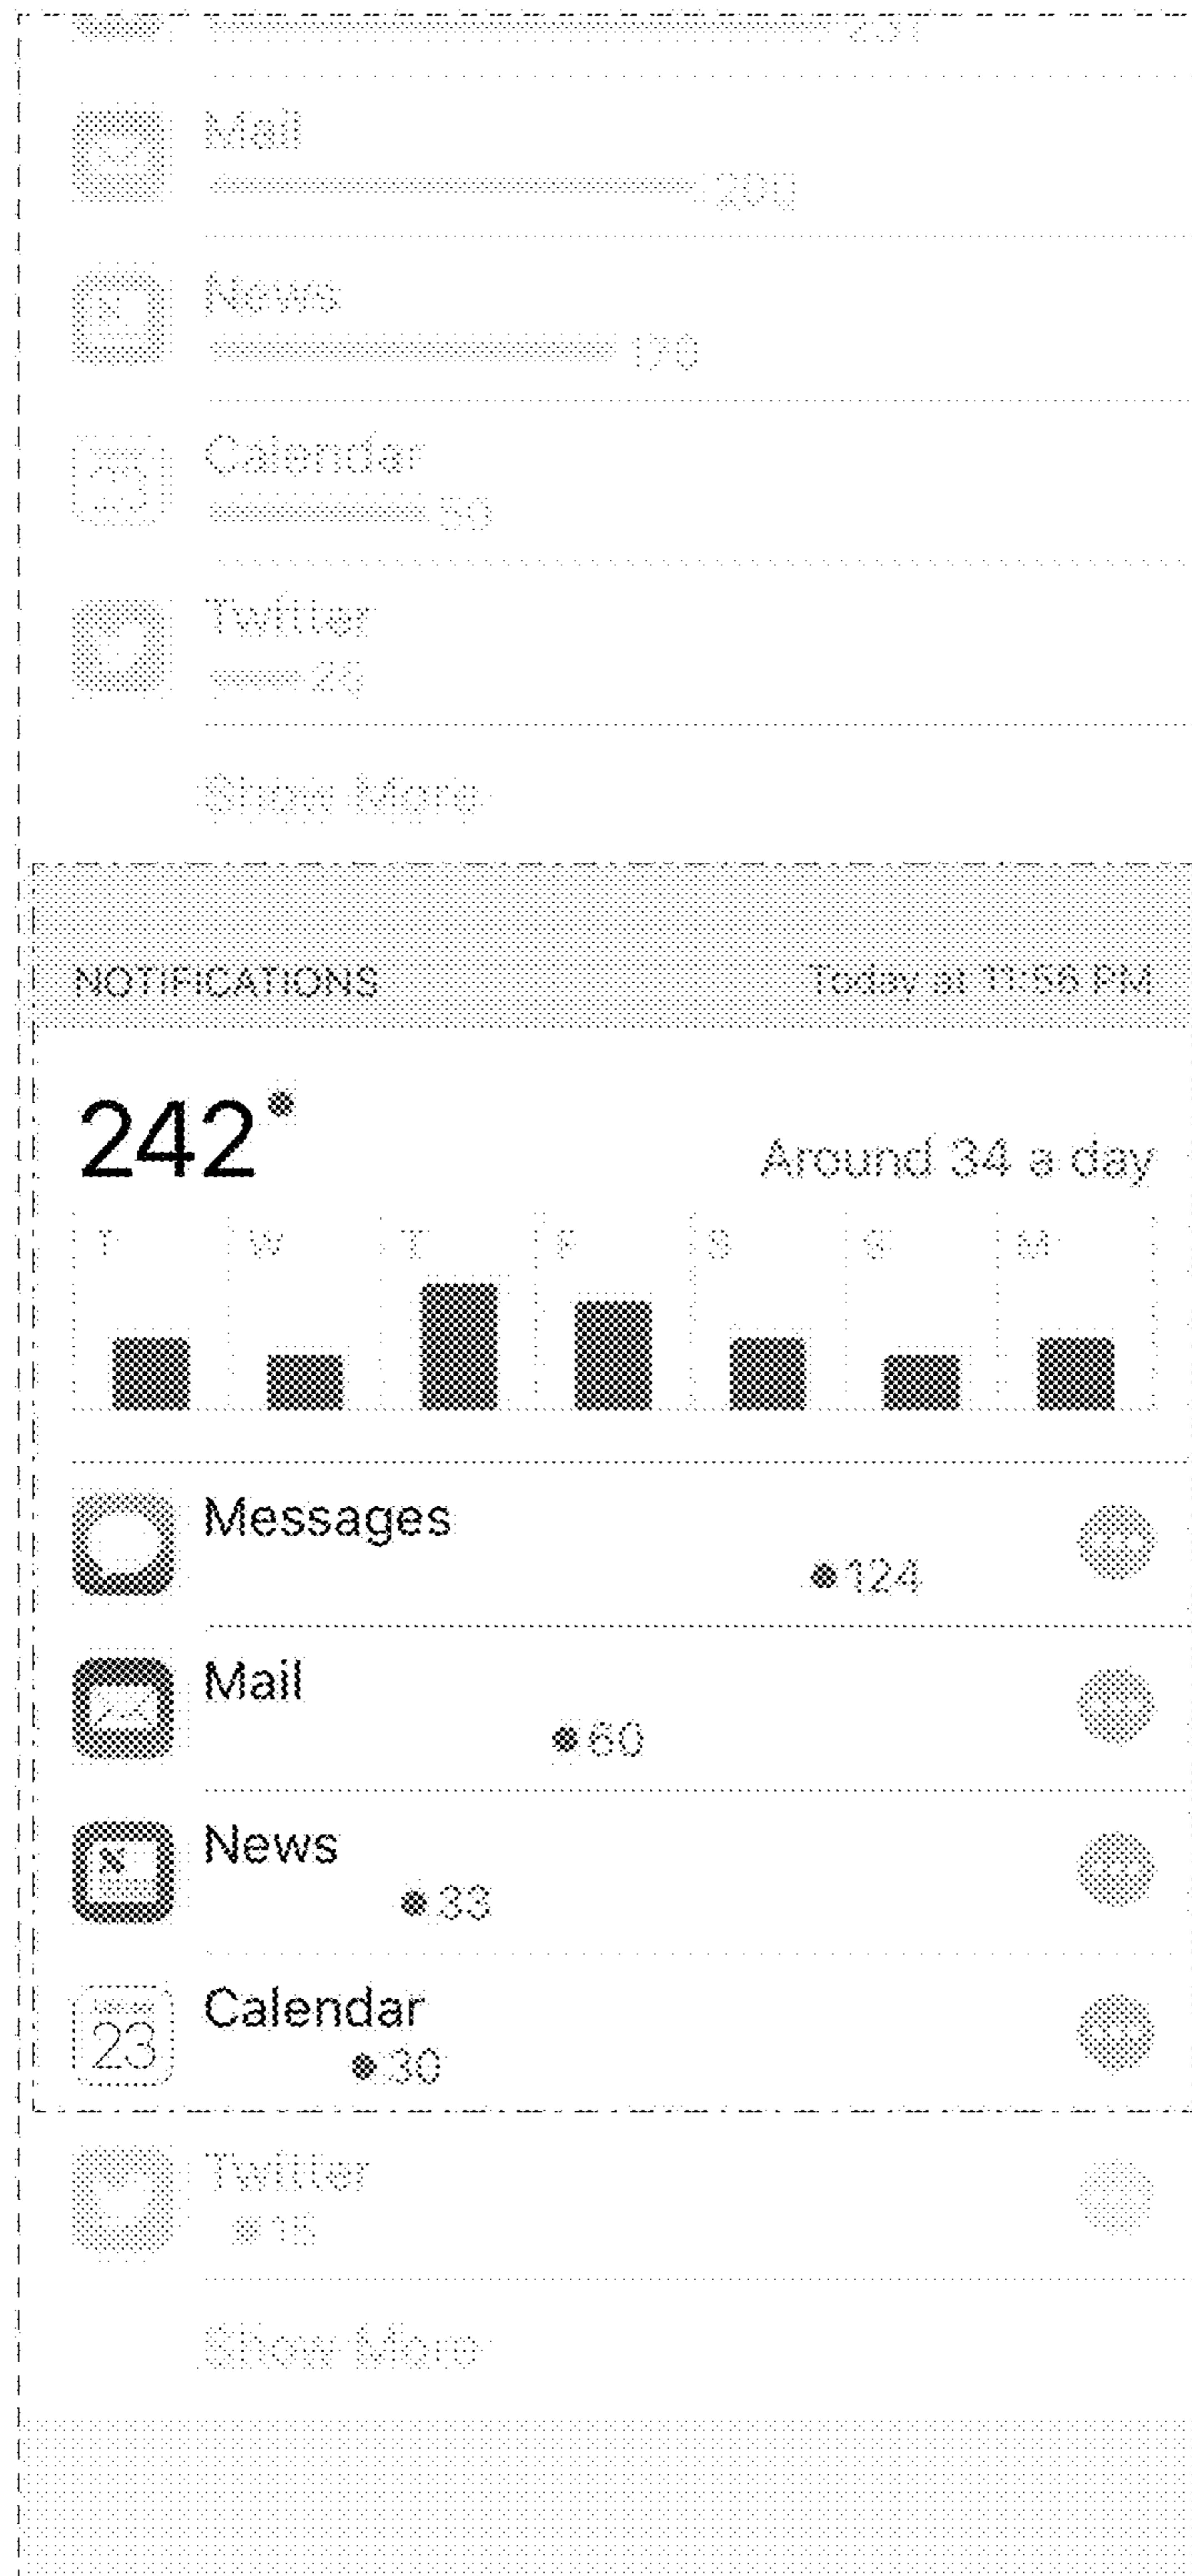 Mail
News
Calendar
50
Twitter
Show More
NOTIFICATIONS Today at 11:56 PM
242
Around 34 a day
T W T F S S M
Messages
124
Mail
60
News
33
Calendar
23
30
Twitter
15
Show More